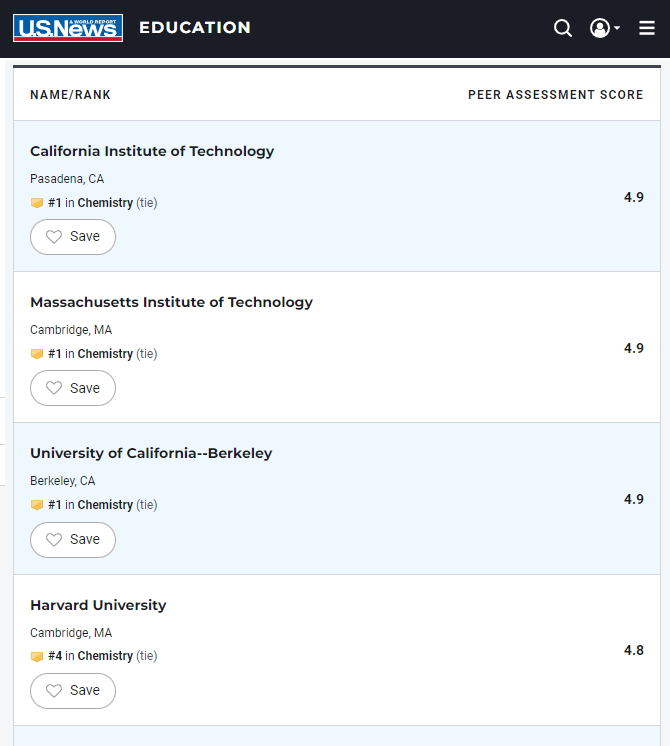 U.S.News & WORLD REPORT EDUCATION
NAME/RANK PEER ASSESSMENT SCORE
California Institute of Technology
Pasadena, CA
4.9
#1 in Chemistry (tie)
Save
Massachusetts Institute of Technology
Cambridge, MA
4.9
#1 in Chemistry (tie)
Save
University of California--Berkeley
Berkeley, CA
4.9
#1 in Chemistry (tie)
Save
Harvard University
Cambridge, MA
4.8
#4 in Chemistry (tie)
Save